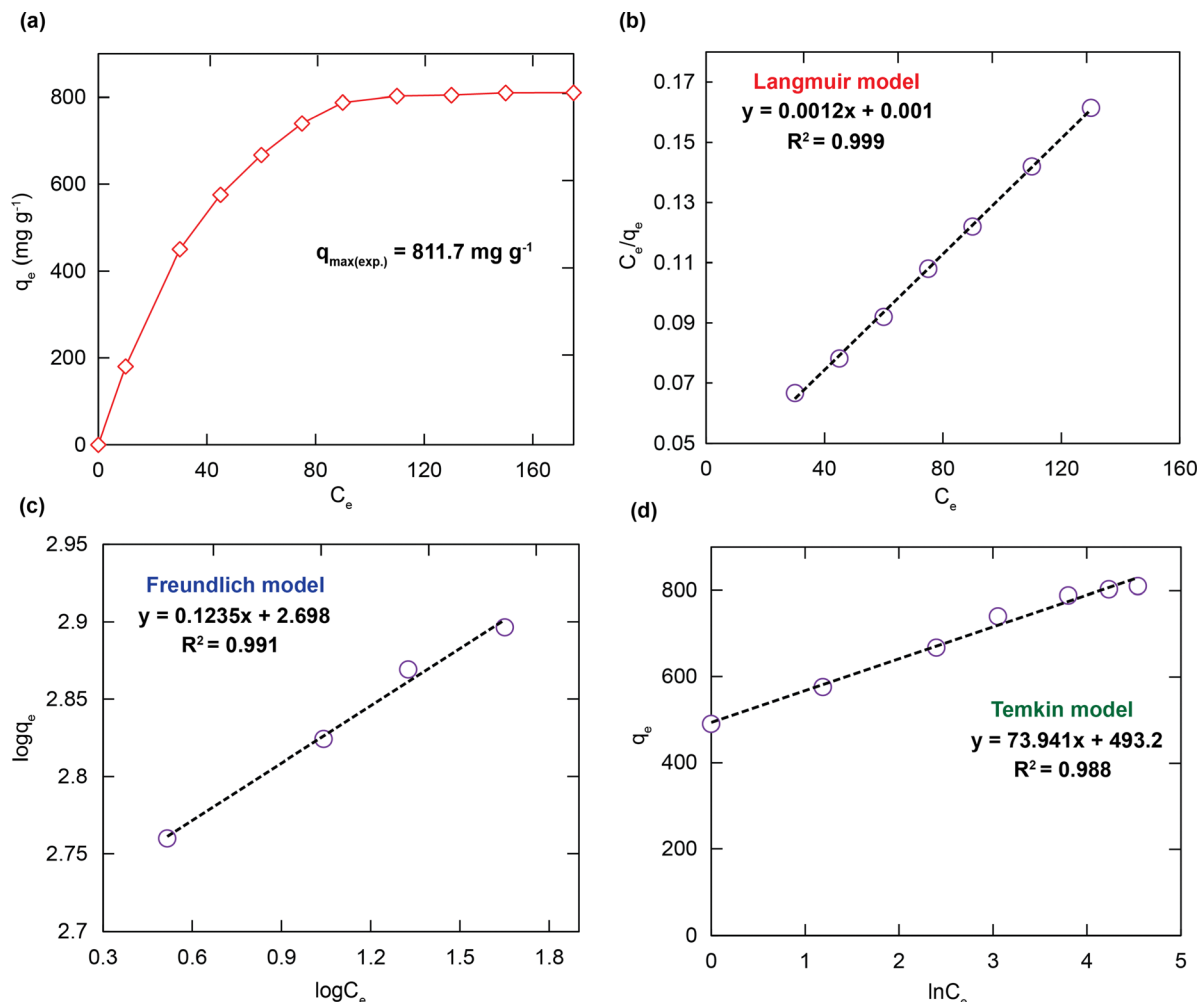 (a)
800
600
400
200
0
q_e (mg g⁻¹)
q_max(exp.) = 811.7 mg g⁻¹
0 40 80 120 160
C_e
(b)
0.17
0.15
0.13
0.11
0.09
0.07
0.05
C_e/q_e
Langmuir model
y = 0.0012x + 0.001
R² = 0.999
0 40 80 120 160
C_e
(c)
2.95
2.9
2.85
2.8
2.75
2.7
logq_e
Freundlich model
y = 0.1235x + 2.698
R² = 0.991
0.3 0.6 0.9 1.2 1.5 1.8
logC_e
(d)
800
600
400
200
0
q_e
Temkin model
y = 73.941x + 493.2
R² = 0.988
0 1 2 3 4 5
lnC_e